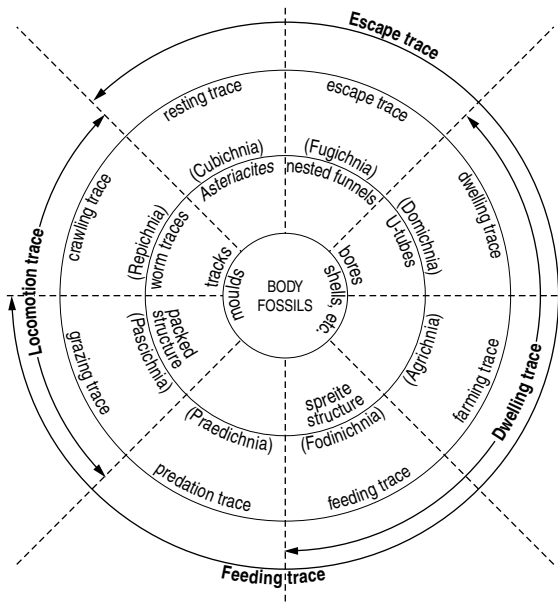 Escape trace
resting trace
escape trace
(Cubichnia)
Asteriacites
(Fugichnia)
nested funnels
crawling trace
(Repichnia)
worm traces
tracks
moulds
BODY
FOSSILS
bores
shells, etc.
U-tubes
(Domichnia)
dwelling trace
Locomotion trace
grazing trace
(Pascichnia)
packed
structure
(Praedichnia)
predation trace
spreite
structure
(Fodinichnia)
feeding trace
(Agrichnia)
farming trace
Dwelling trace
Feeding trace